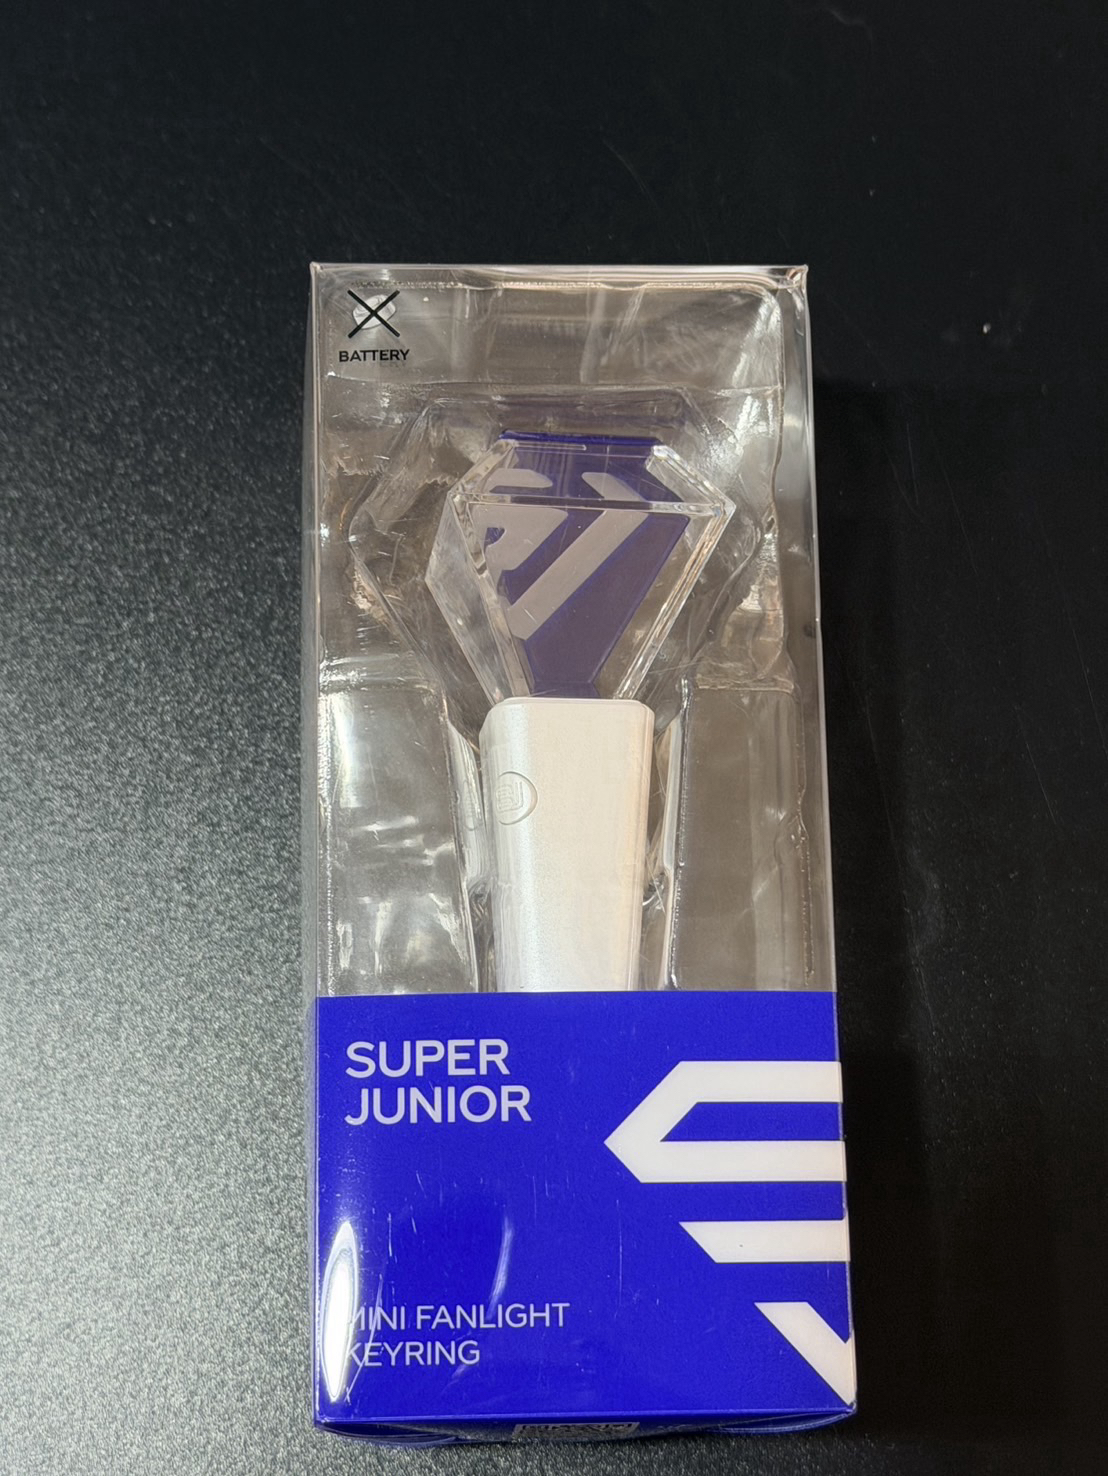 BATTERY
SUPER
JUNIOR
MINI FANLIGHT
KEYRING